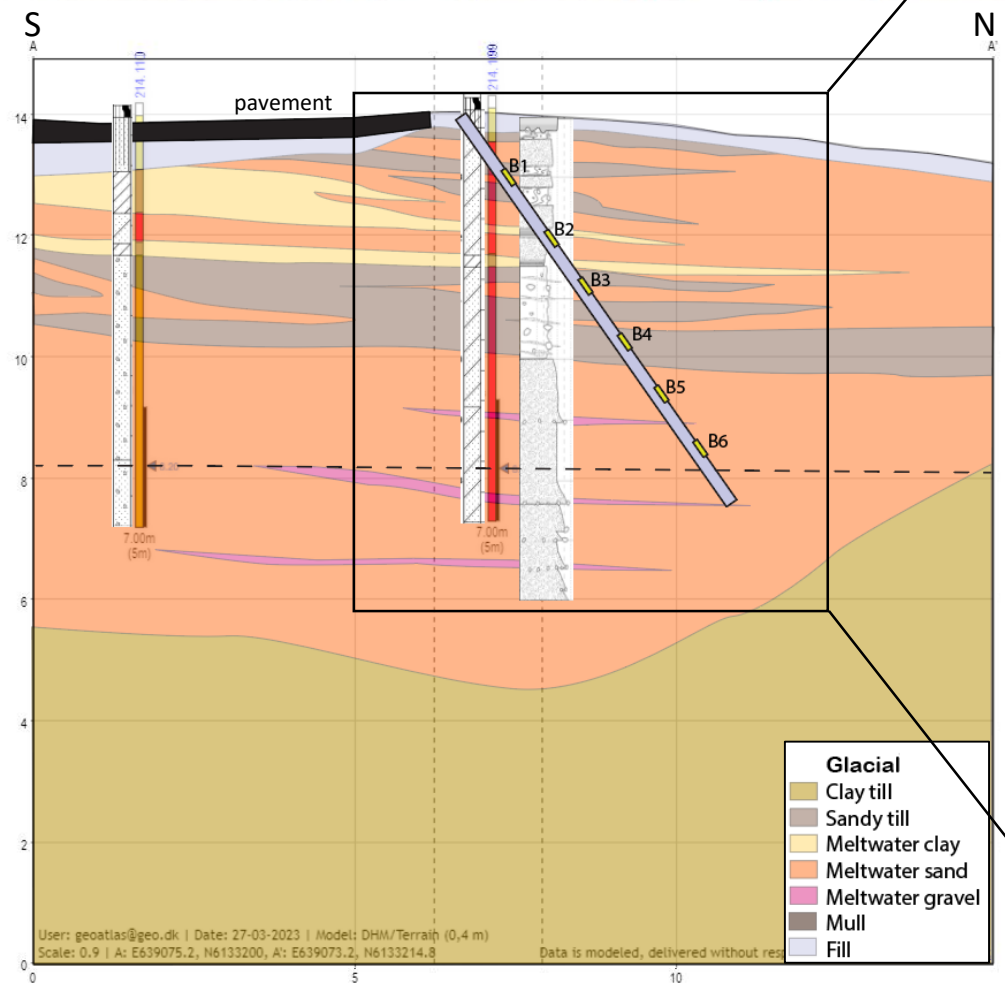 S
N
A
A'
214. 110
214. 199
pavement
14
12
10
8
6
4
2
0
B1
B2
B3
B4
B5
B6
7.00m
(5m)
7.00m
(5m)
Glacial
Clay till
Sandy till
Meltwater clay
Meltwater sand
Meltwater gravel
Mull
Fill
User: geoatlas@geo.dk | Date: 27-03-2023 | Model: DHM/Terrain (0,4 m)
Scale: 0.9 | A: E639075.2, N6133200, A': E639073.2, N6133214.8
Data is modeled, delivered without resp
0
5
10